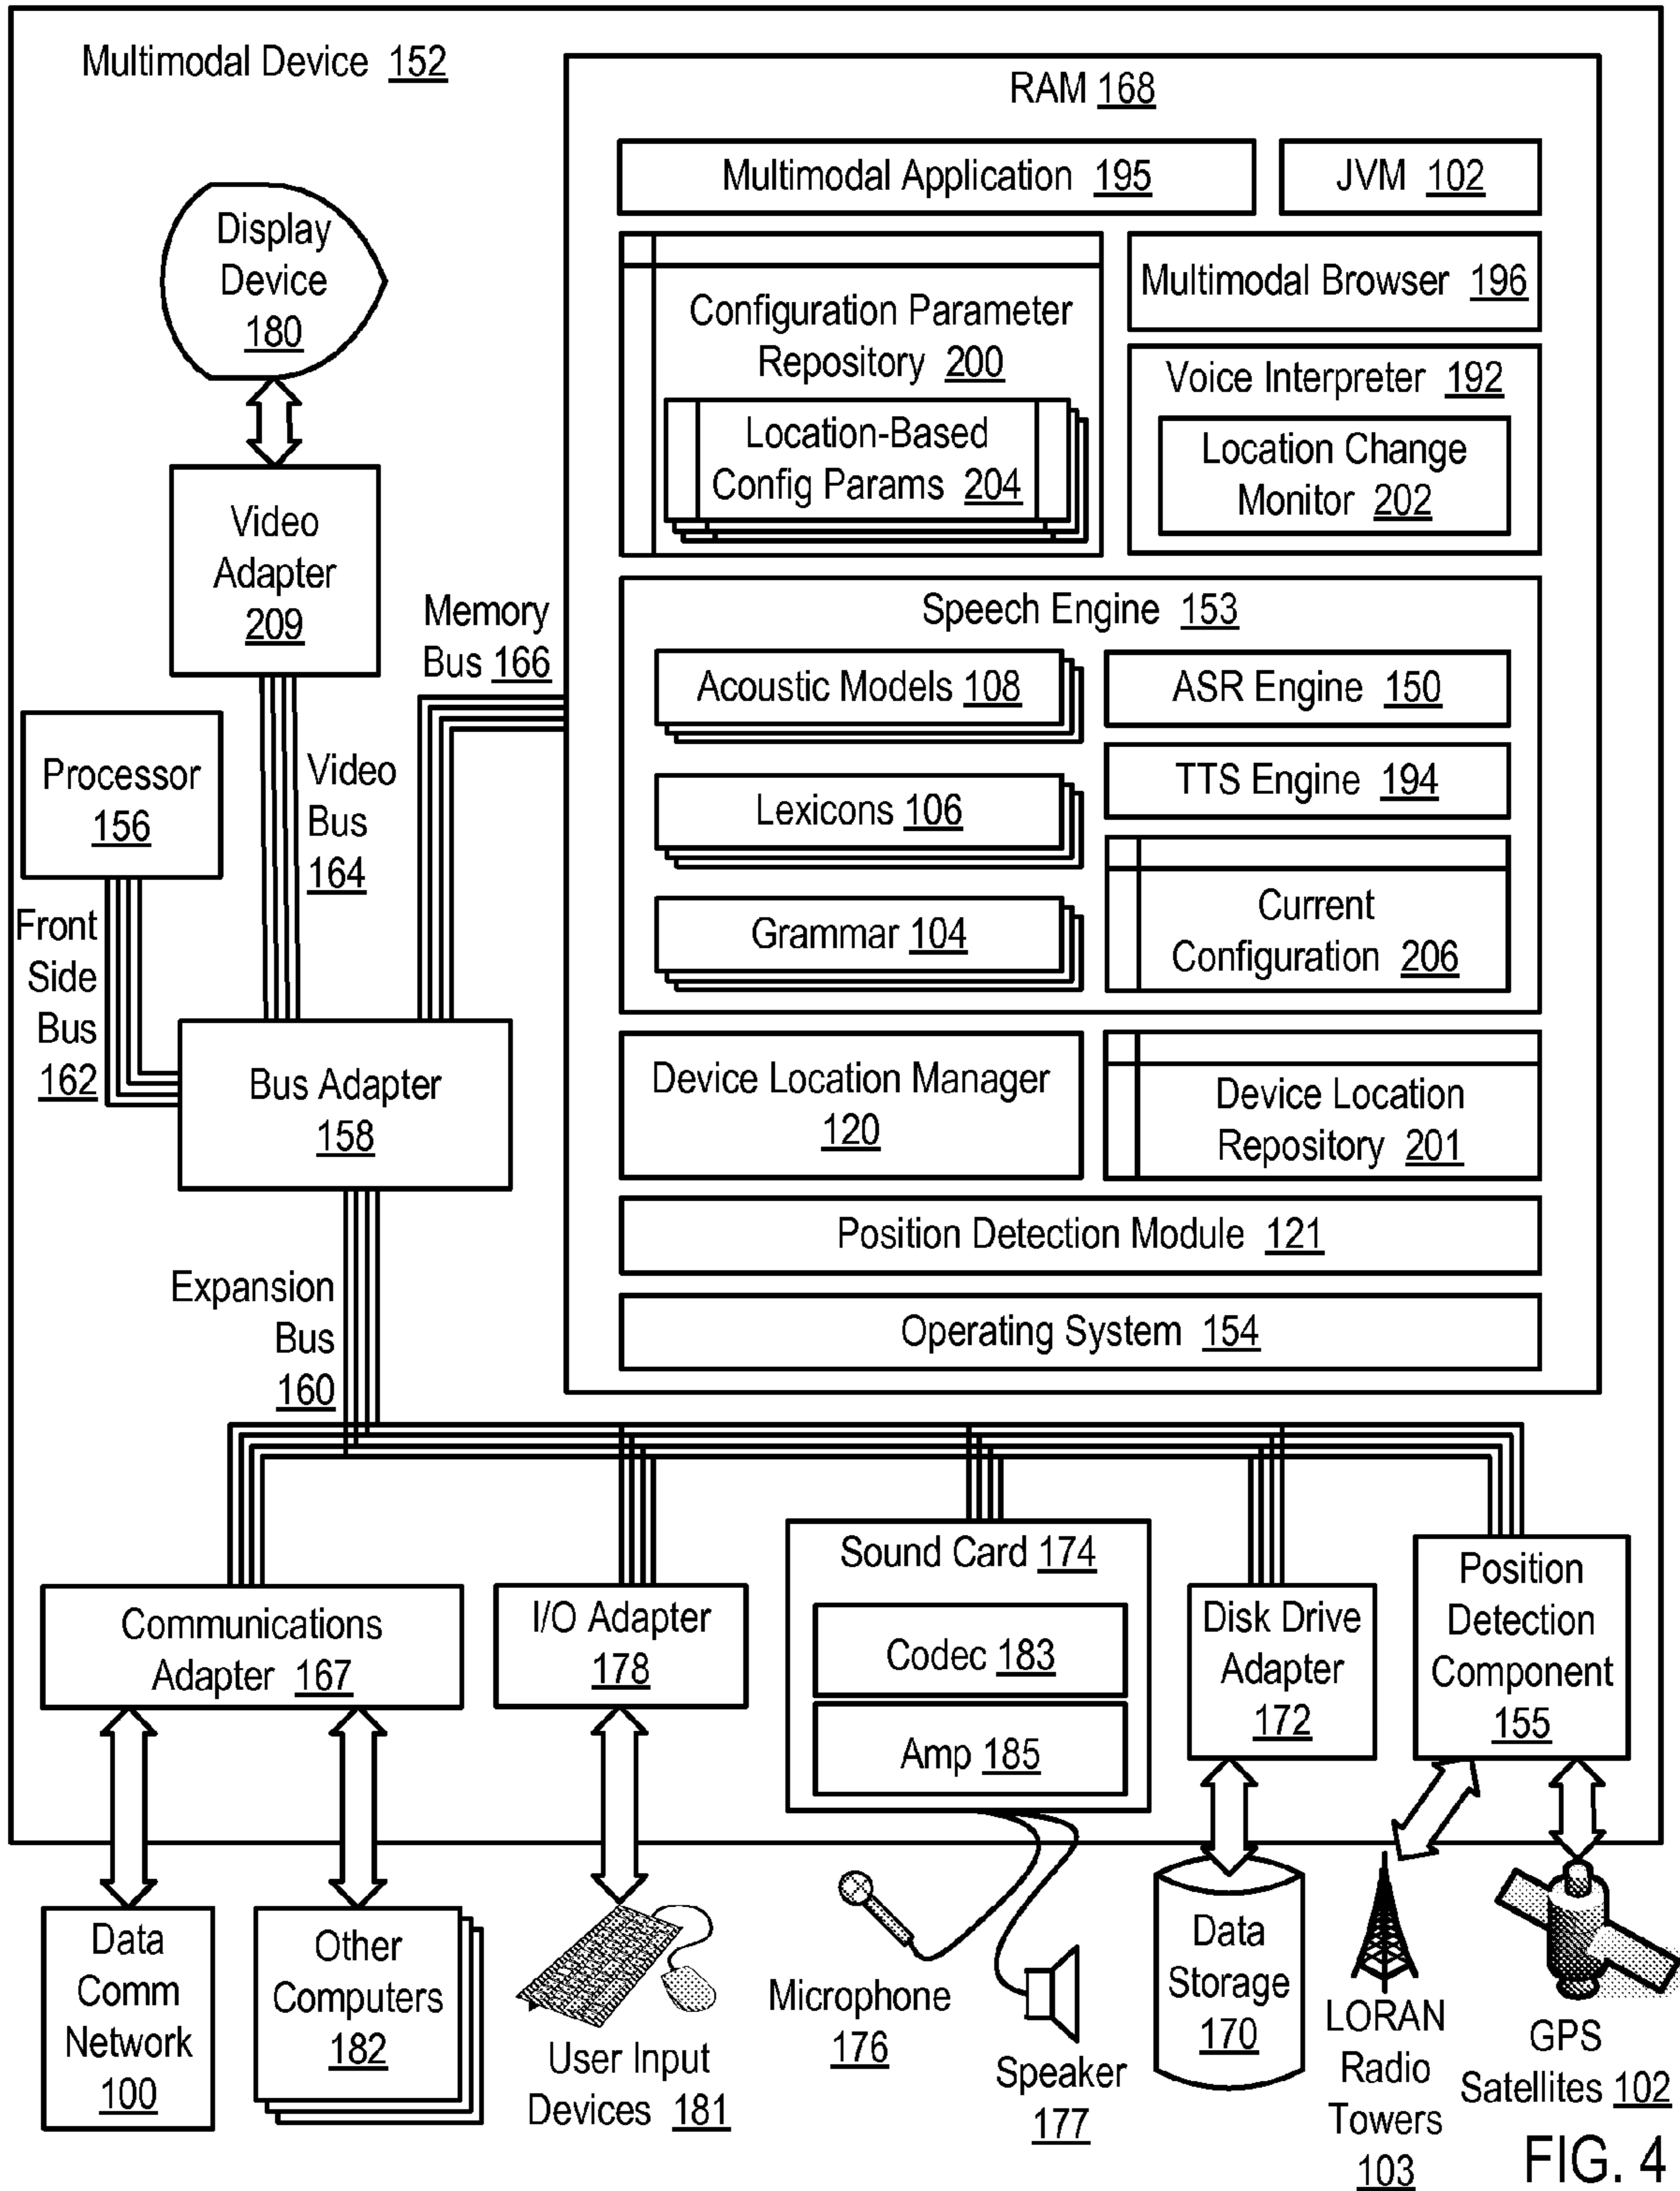 Multimodal Device 152
RAM 168
Multimodal Application 195
JVM 102
Display
Device
180
Configuration Parameter
Repository 200
Location-Based
Config Params 204
Multimodal Browser 196
Voice Interpreter 192
Location Change
Monitor 202
Video
Adapter
209
Memory
Bus 166
Speech Engine 153
Acoustic Models 108
ASR Engine 150
Lexicons 106
TTS Engine 194
Grammar 104
Current
Configuration 206
Processor
156
Video
Bus
164
Front
Side
Bus
162
Bus Adapter
158
Device Location Manager
120
Device Location
Repository 201
Position Detection Module 121
Operating System 154
Expansion
Bus
160
Communications
Adapter 167
I/O Adapter
178
Sound Card 174
Codec 183
Amp 185
Disk Drive
Adapter
172
Position
Detection
Component
155
Data
Comm
Network
100
Other
Computers
182
User Input
Devices 181
Microphone
176
Speaker
177
Data
Storage
170
LORAN
Radio
Towers
103
GPS
Satellites 102
FIG. 4